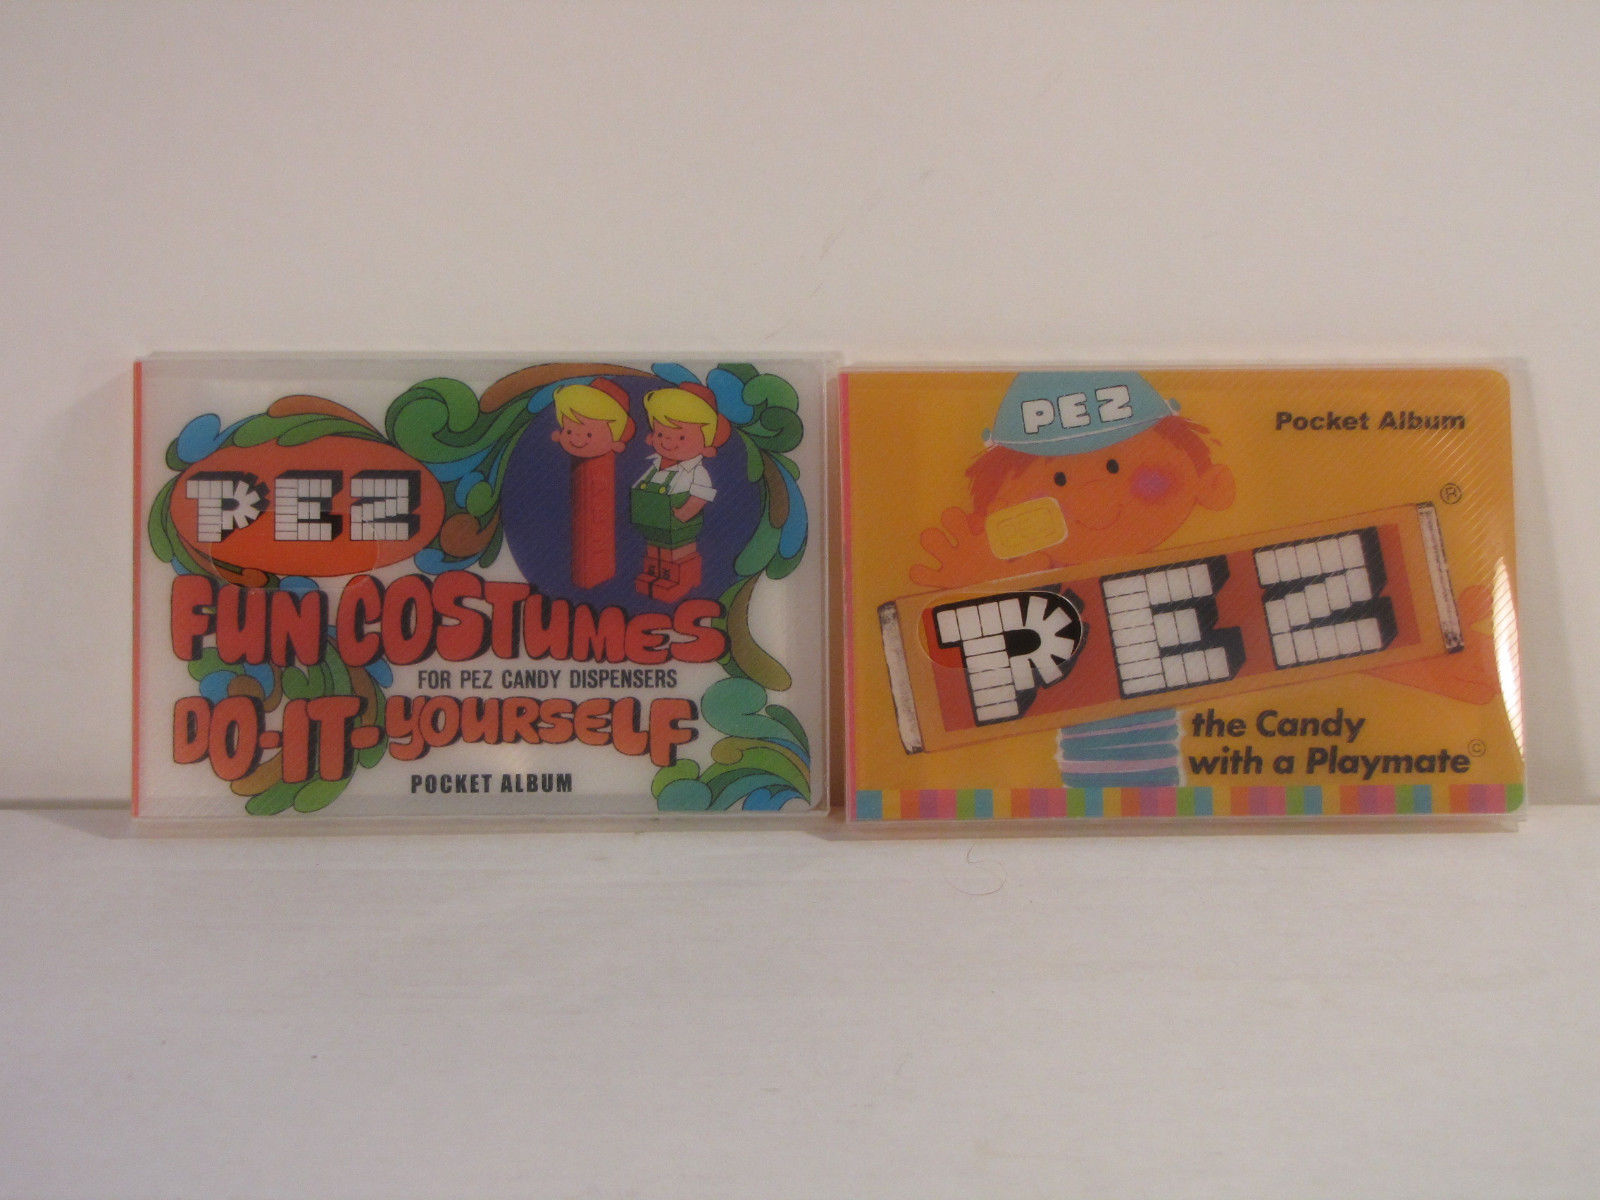 PEZ
FUN COSTUMES
FOR PEZ CANDY DISPENSERS
DO-IT-YOURSELF
POCKET ALBUM
PEZ
Pocket Album
®
PEZ
the Candy
with a Playmate©